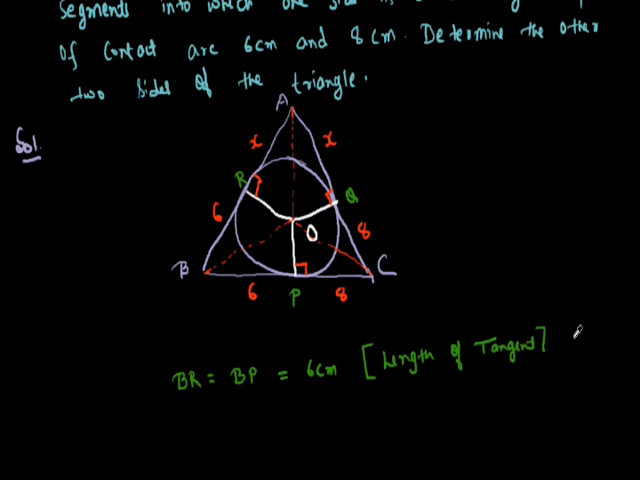 segments into which one side is
of contact are 6cm and 8cm. Determine the other
two sides of the triangle.
Sol.
A
x x
R Q
6 O 8
B C
6 P 8
BR = BP = 6cm [Length of Tangent]